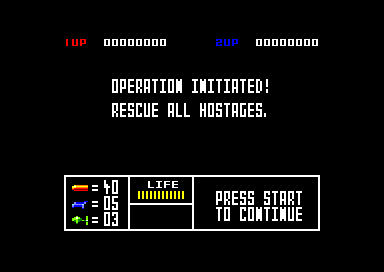 1UP 00000000 2UP 00000000
OPERATION INITIATED!
RESCUE ALL HOSTAGES.
=40
=05
=03
LIFE
PRESS START
TO CONTINUE